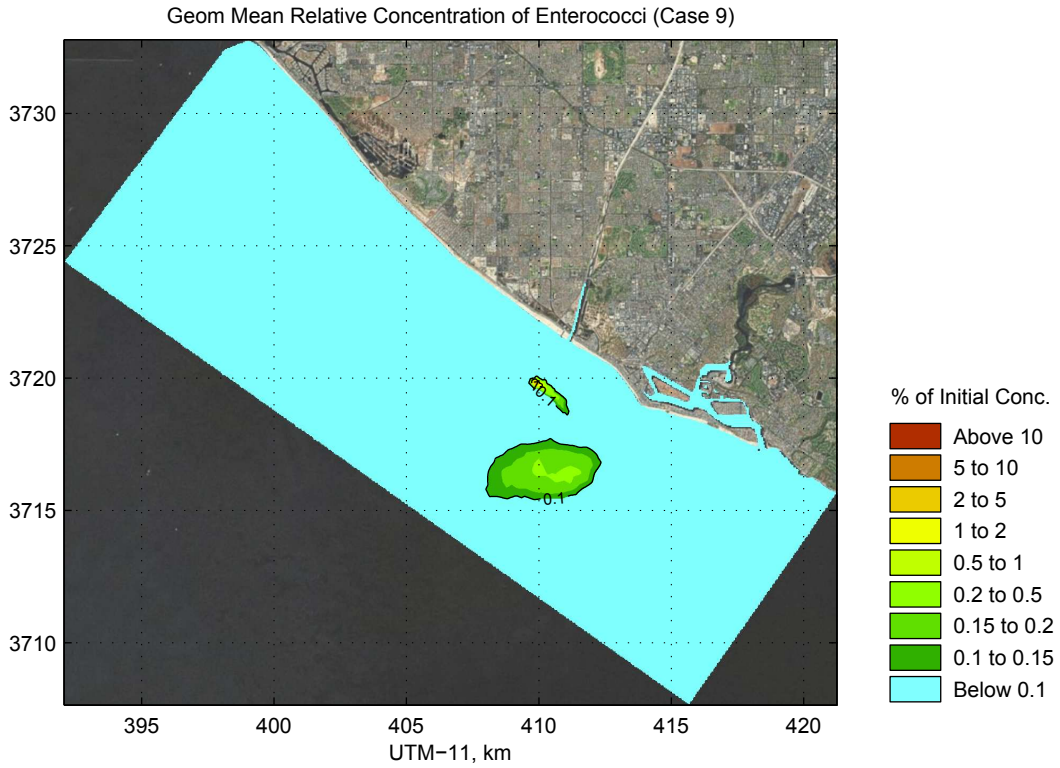 Geom Mean Relative Concentration of Enterococci (Case 9)
3730
3725
3720
3715
3710
0.1
0.1
395
400
405
410
415
420
UTM−11, km
% of Initial Conc.
Above 10
5 to 10
2 to 5
1 to 2
0.5 to 1
0.2 to 0.5
0.15 to 0.2
0.1 to 0.15
Below 0.1